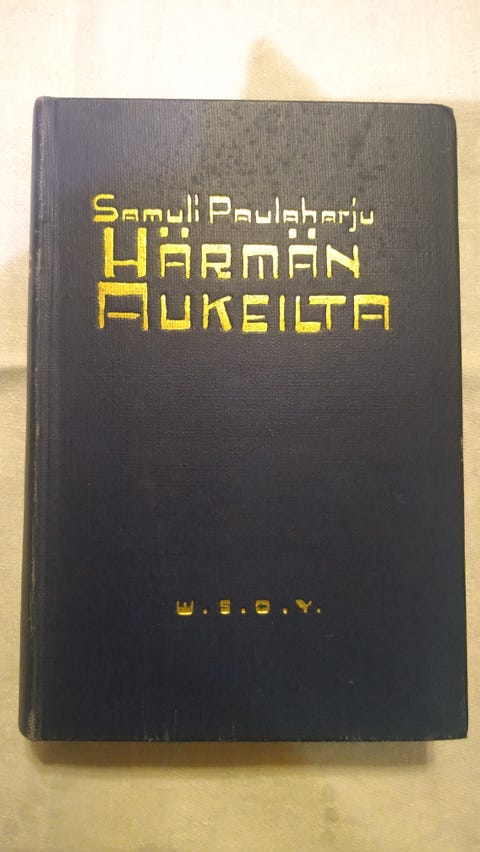 Samuli Paulaharju
HÄRMÄN
AUKEILTA
W.S.O.Y.